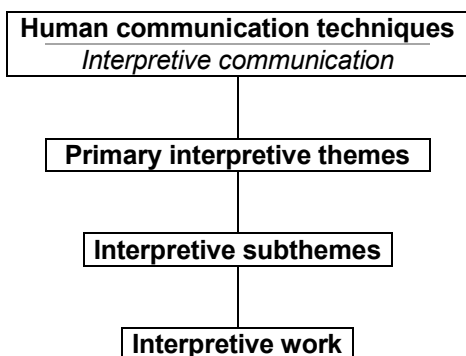 Human communication techniques
Interpretive communication
Primary interpretive themes
Interpretive subthemes
Interpretive work